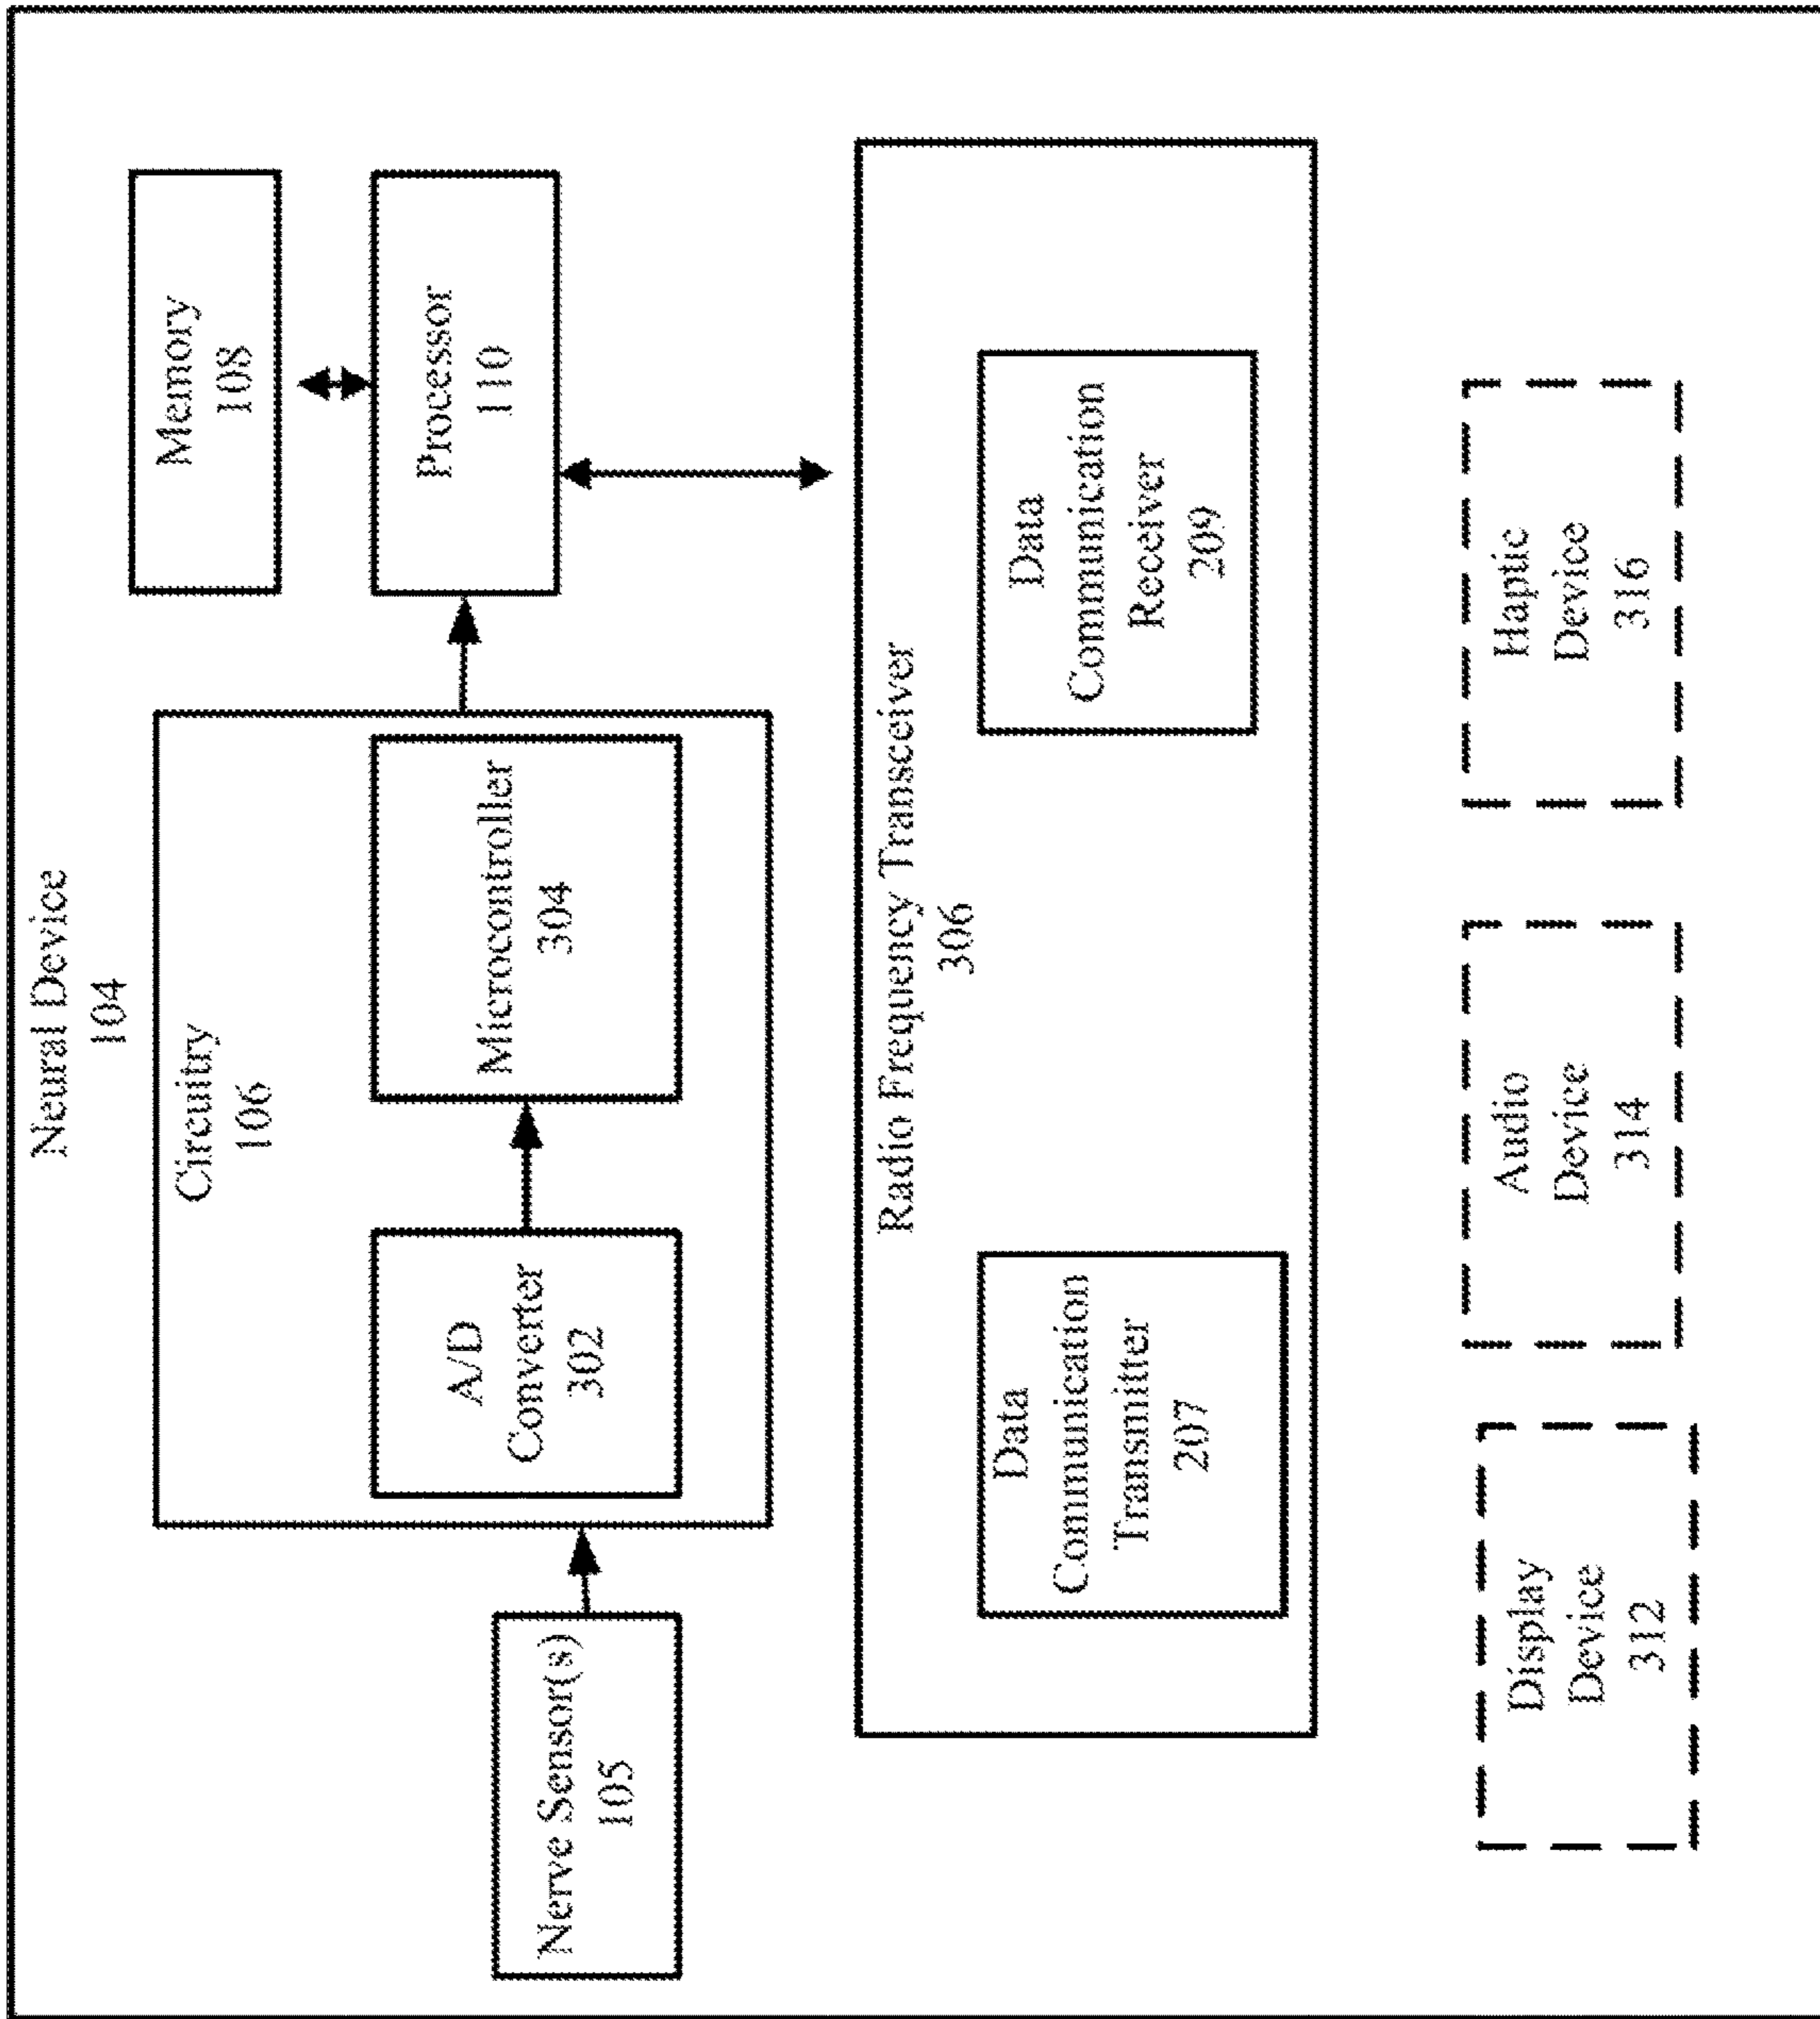 Neural Device
104
Circuitry
106
Memory
108
Nerve Sensor(s)
105
A/D
Converter
302
Microcontroller
304
Processor
110
Radio Frequency Transceiver
306
Data
Communication
Transmitter
207
Data
Communication
Receiver
209
Display
Device
312
Audio
Device
314
Haptic
Device
316